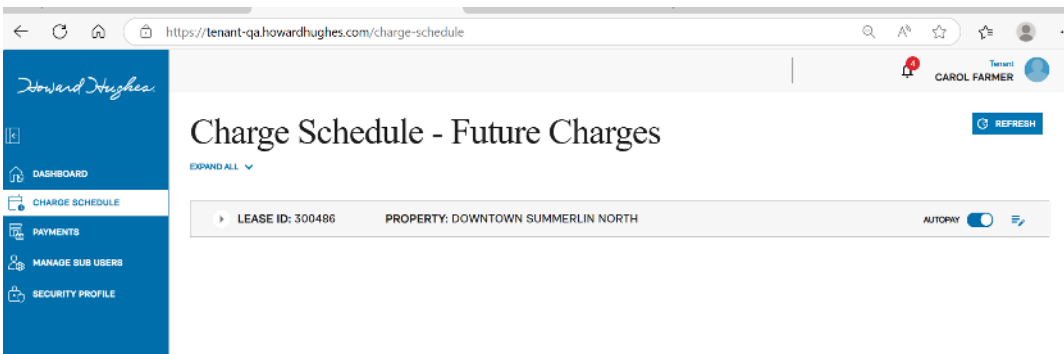 https://tenant-qa.howardhughes.com/charge-schedule
Howard Hughes.
4
Tenant
CAROL FARMER
Charge Schedule - Future Charges
REFRESH
EXPAND ALL
DASHBOARD
CHARGE SCHEDULE
LEASE ID: 300486 PROPERTY: DOWNTOWN SUMMERLIN NORTH AUTOPAY
PAYMENTS
MANAGE SUB USERS
SECURITY PROFILE